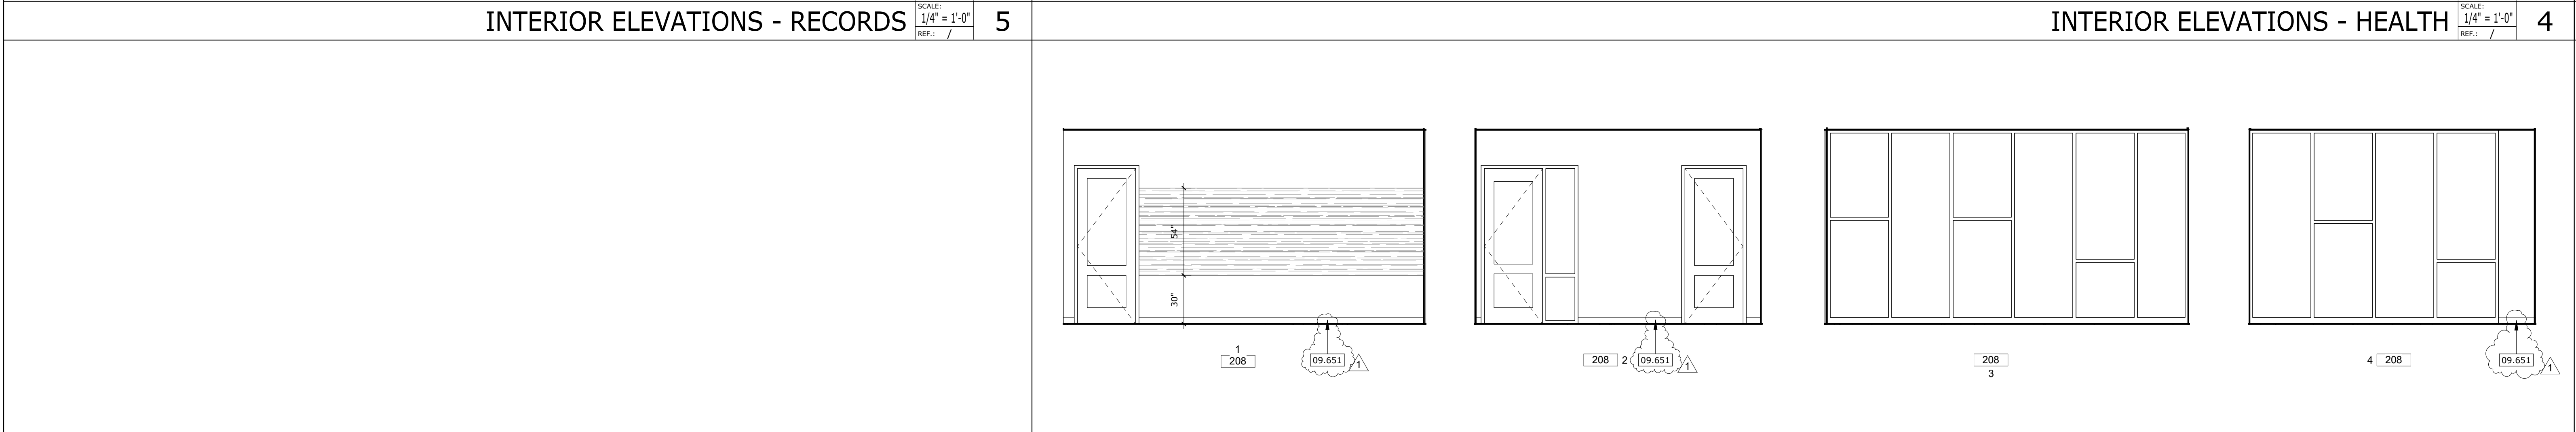 INTERIOR ELEVATIONS - RECORDS
SCALE:
1/4" = 1'-0"
REF.: /
5
INTERIOR ELEVATIONS - HEALTH
SCALE:
1/4" = 1'-0"
REF.: /
4
54"
30"
1
208
09.651
1
208 2
09.651
1
208
3
4 208
09.651
1